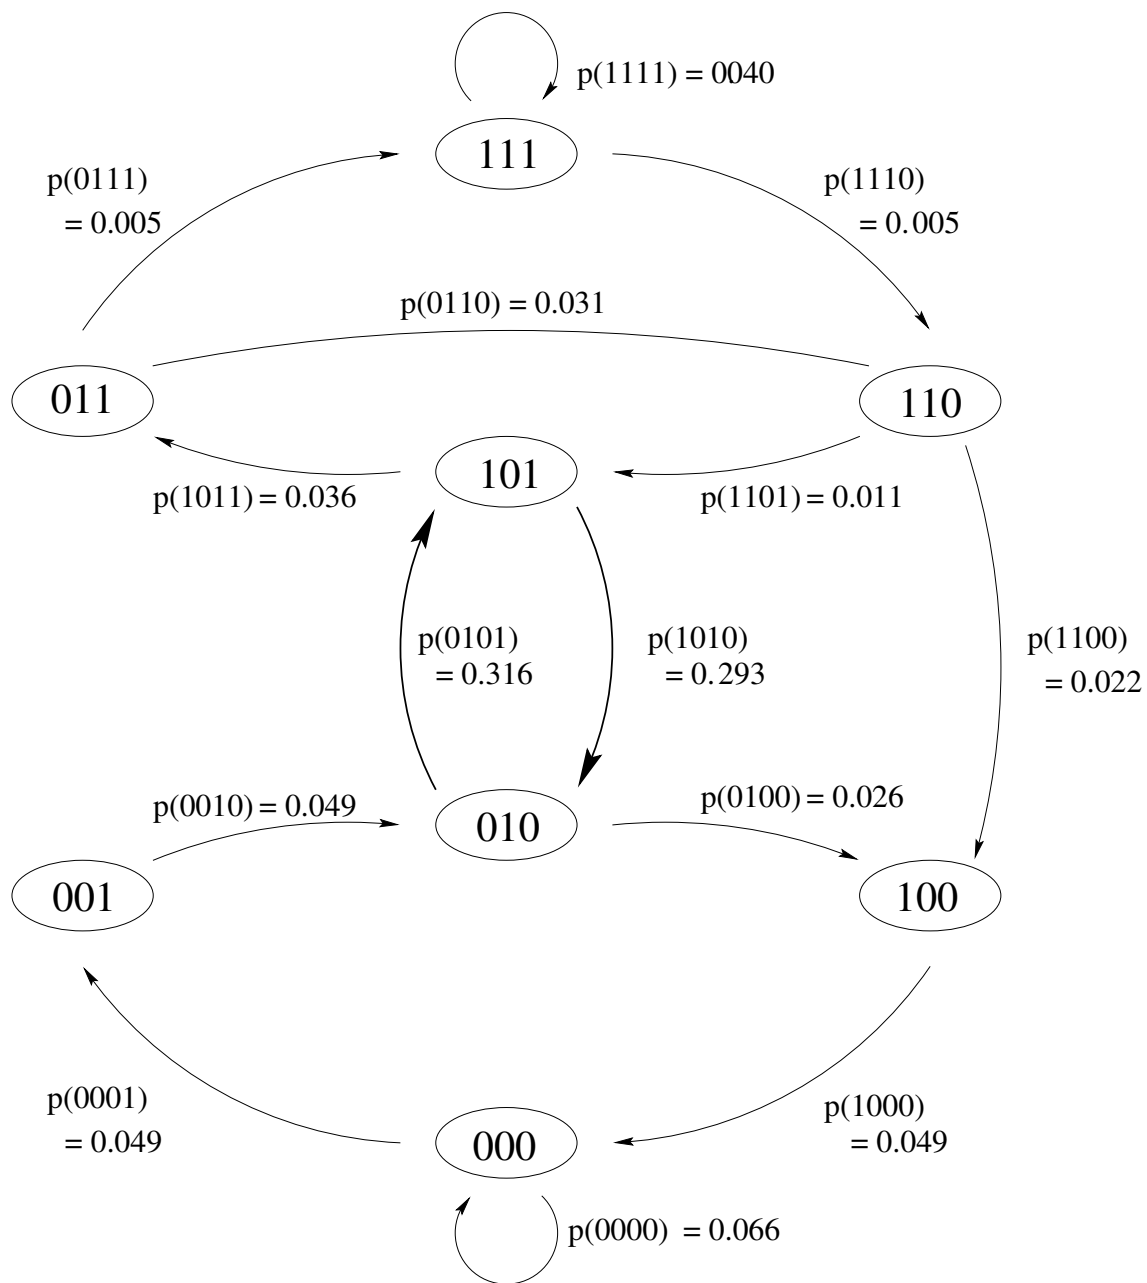 p(1111) = 0040
111
p(0111)
= 0.005
p(1110)
= 0.005
p(0110) = 0.031
011
110
101
p(1011) = 0.036
p(1101) = 0.011
p(0101)
= 0.316
p(1010)
= 0.293
p(1100)
= 0.022
p(0010) = 0.049
010
p(0100) = 0.026
001
100
p(0001)
= 0.049
000
p(1000)
= 0.049
p(0000) = 0.066